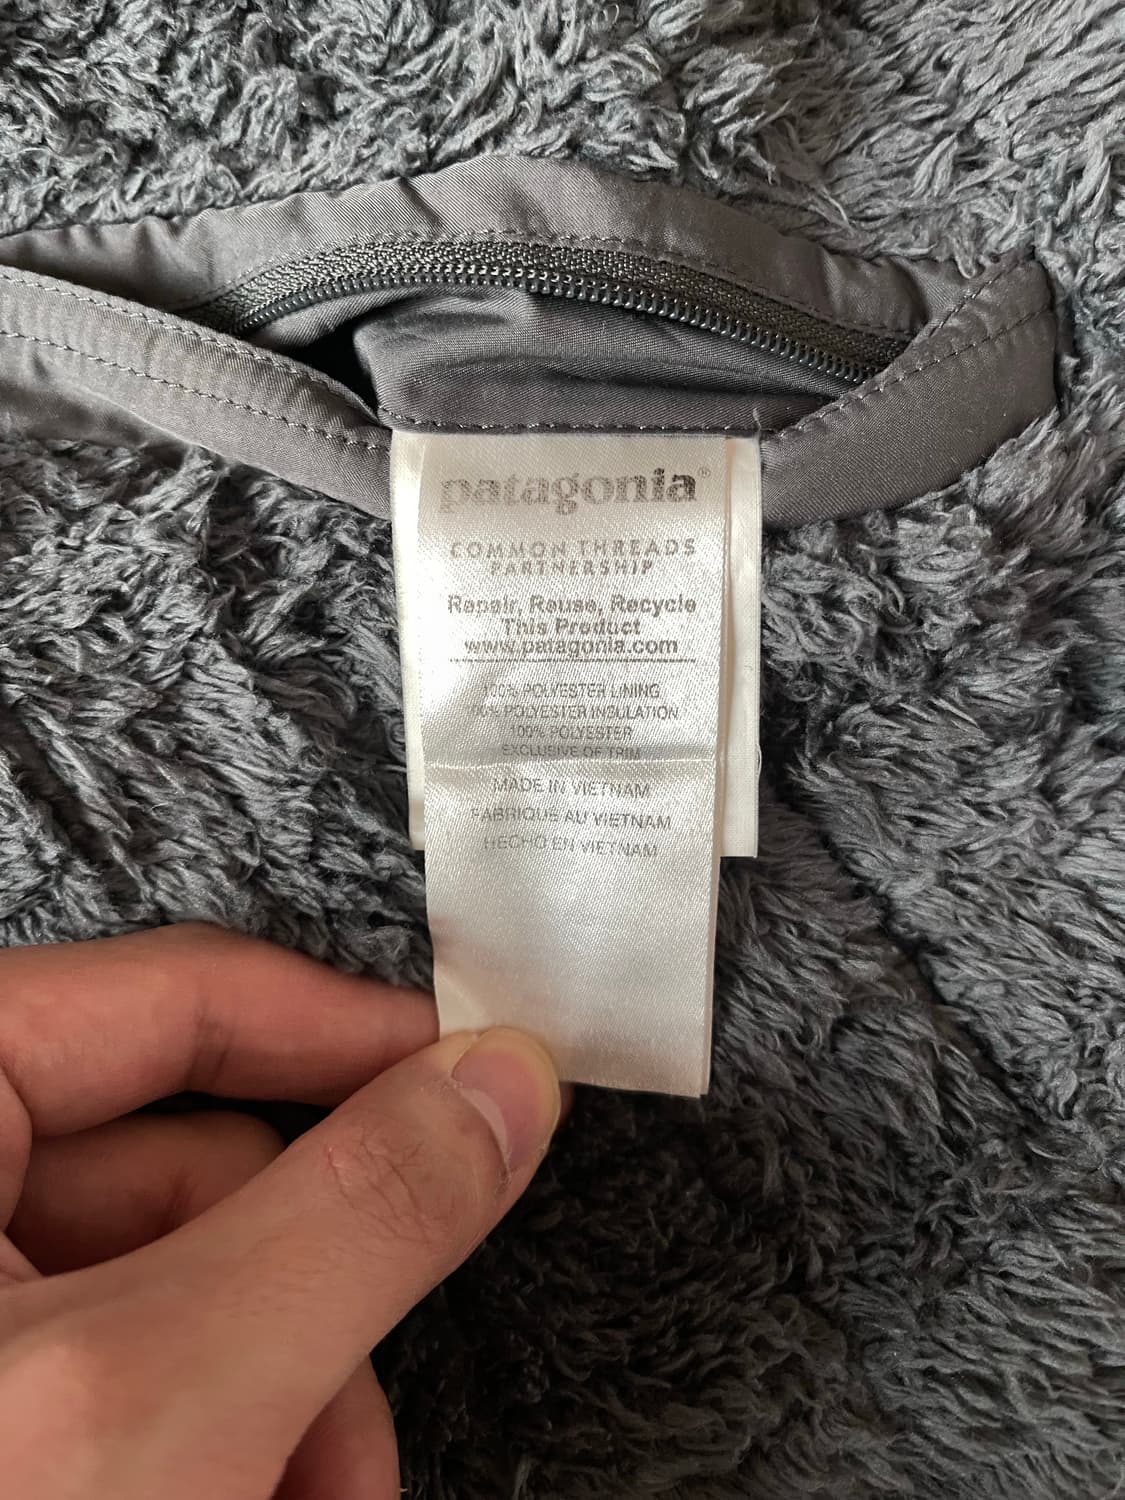 patagonia®
COMMON THREADS
PARTNERSHIP
Repair, Reuse, Recycle
This Product
www.patagonia.com
100% POLYESTER LINING
100% POLYESTER INSULATION
100% POLYESTER
EXCLUSIVE OF TRIM
MADE IN VIETNAM
FABRIQUE AU VIETNAM
HECHO EN VIETNAM